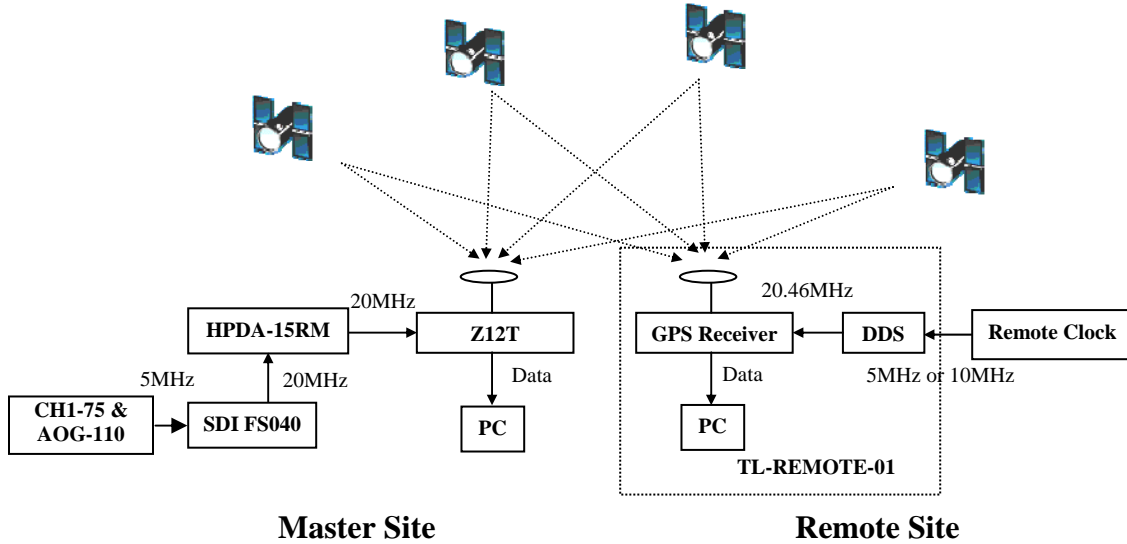 20MHz
20.46MHz
HPDA-15RM
Z12T
GPS Receiver
DDS
Remote Clock
5MHz
20MHz
Data
Data
5MHz or 10MHz
CH1-75 &
AOG-110
SDI FS040
PC
PC
TL-REMOTE-01
Master Site
Remote Site